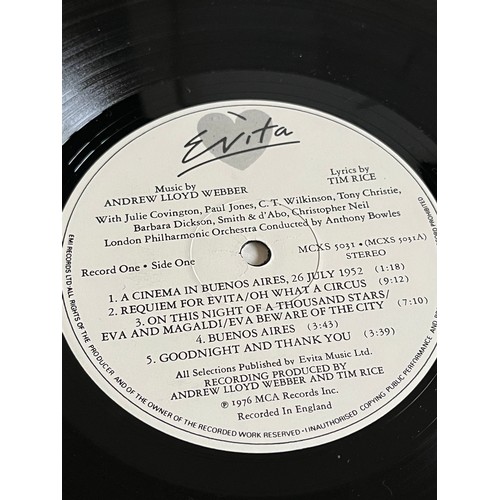 Evita
Music by
ANDREW LLOYD WEBBER
Lyrics by
TIM RICE
With Julie Covington, Paul Jones, C. T. Wilkinson, Tony Christie,
Barbara Dickson, Smith & d'Abo, Christopher Neil
London Philharmonic Orchestra Conducted by Anthony Bowles
Record One • Side One
MCXS 5031 • (MCXS 5031A)
STEREO
1. A CINEMA IN BUENOS AIRES, 26 JULY 1952 (1:18)
2. REQUIEM FOR EVITA/OH WHAT A CIRCUS (9:12)
3. ON THIS NIGHT OF A THOUSAND STARS/
EVA AND MAGALDI/EVA BEWARE OF THE CITY (7:10)
4. BUENOS AIRES (3:43)
5. GOODNIGHT AND THANK YOU (3:39)
All Selections Published by Evita Music Ltd.
RECORDING PRODUCED BY
ANDREW LLOYD WEBBER AND TIM RICE
℗ 1976 MCA Records Inc.
Recorded In England
EMI RECORDS LTD ALL RIGHTS OF THE PRODUCER AND OF THE OWNER OF THE RECORDED WORK RESERVED • UNAUTHORISED COPYING PUBLIC PERFORMANCE AND PROHIBITED